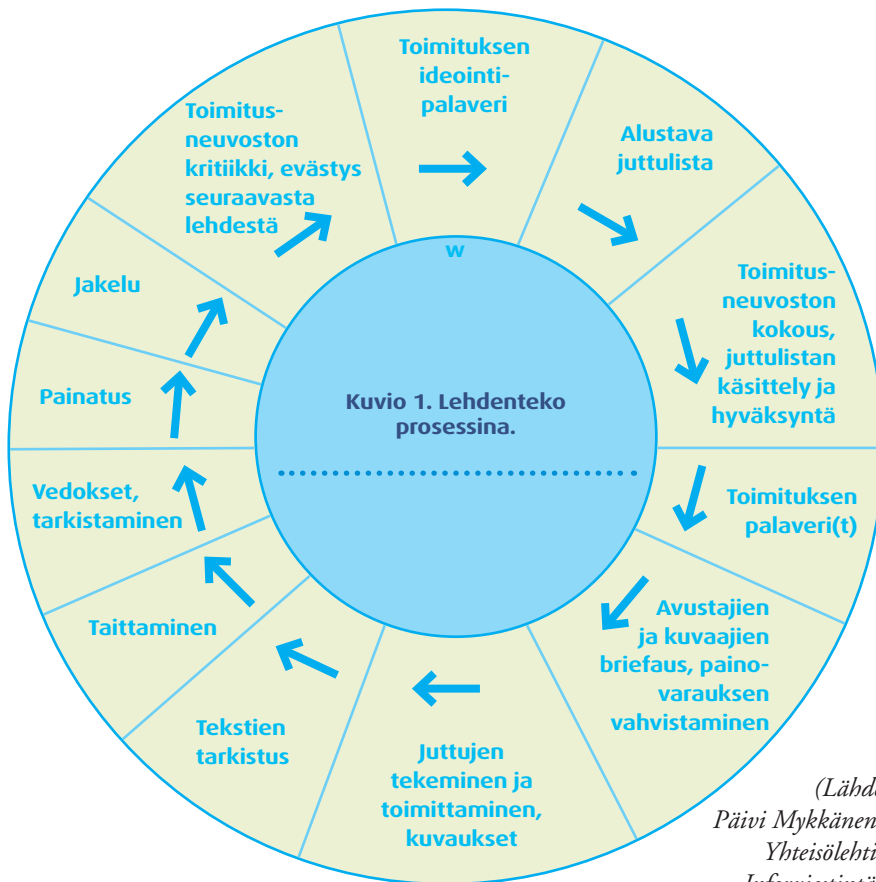 Toimituksen
ideointi-
palaveri
Alustava
juttulista
Toimitus-
neuvoston
kokous,
juttulistan
käsittely ja
hyväksyntä
Toimituksen
palaveri(t)
Avustajien
ja kuvaajien
briefaus, paino-
varauksen
vahvistaminen
Juttujen
tekeminen ja
toimittaminen,
kuvaukset
Tekstien
tarkistus
Taittaminen
Vedokset,
tarkistaminen
Painatus
Jakelu
Toimitus-
neuvoston
kritiikki, evästys
seuraavasta
lehdestä
w
Kuvio 1. Lehdenteko
prosessina.
(Lähde
Päivi Mykkänen
Yhteisölehti